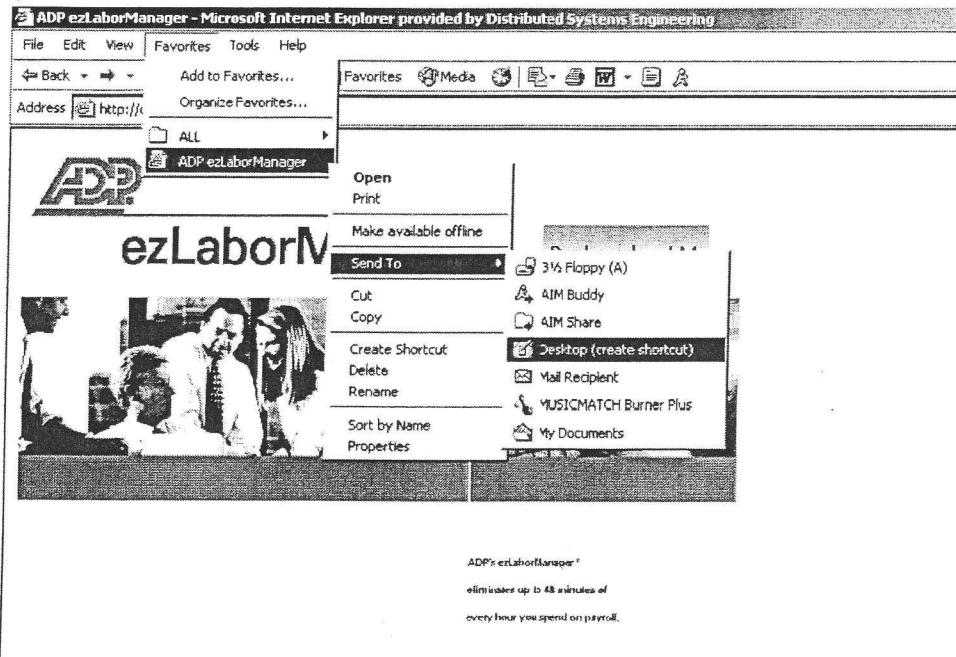 ADP ezLaborManager - Microsoft Internet Explorer provided by Distributed Systems Engineering
File Edit View Favorites Tools Help
Back Favorites Media
Add to Favorites...
Organize Favorites...
Address http://
ALL
ADP ezLaborManager
ADP
ezLaborM
Open
Print
Make available offline
Send To
Cut
Copy
Create Shortcut
Delete
Rename
Sort by Name
Properties
3½ Floppy (A)
AIM Buddy
AIM Share
Desktop (create shortcut)
Mail Recipient
MUSICMATCH Burner Plus
My Documents
ADP's ezLaborManager®
eliminates up to 48 minutes of
every hour you spend on payroll.